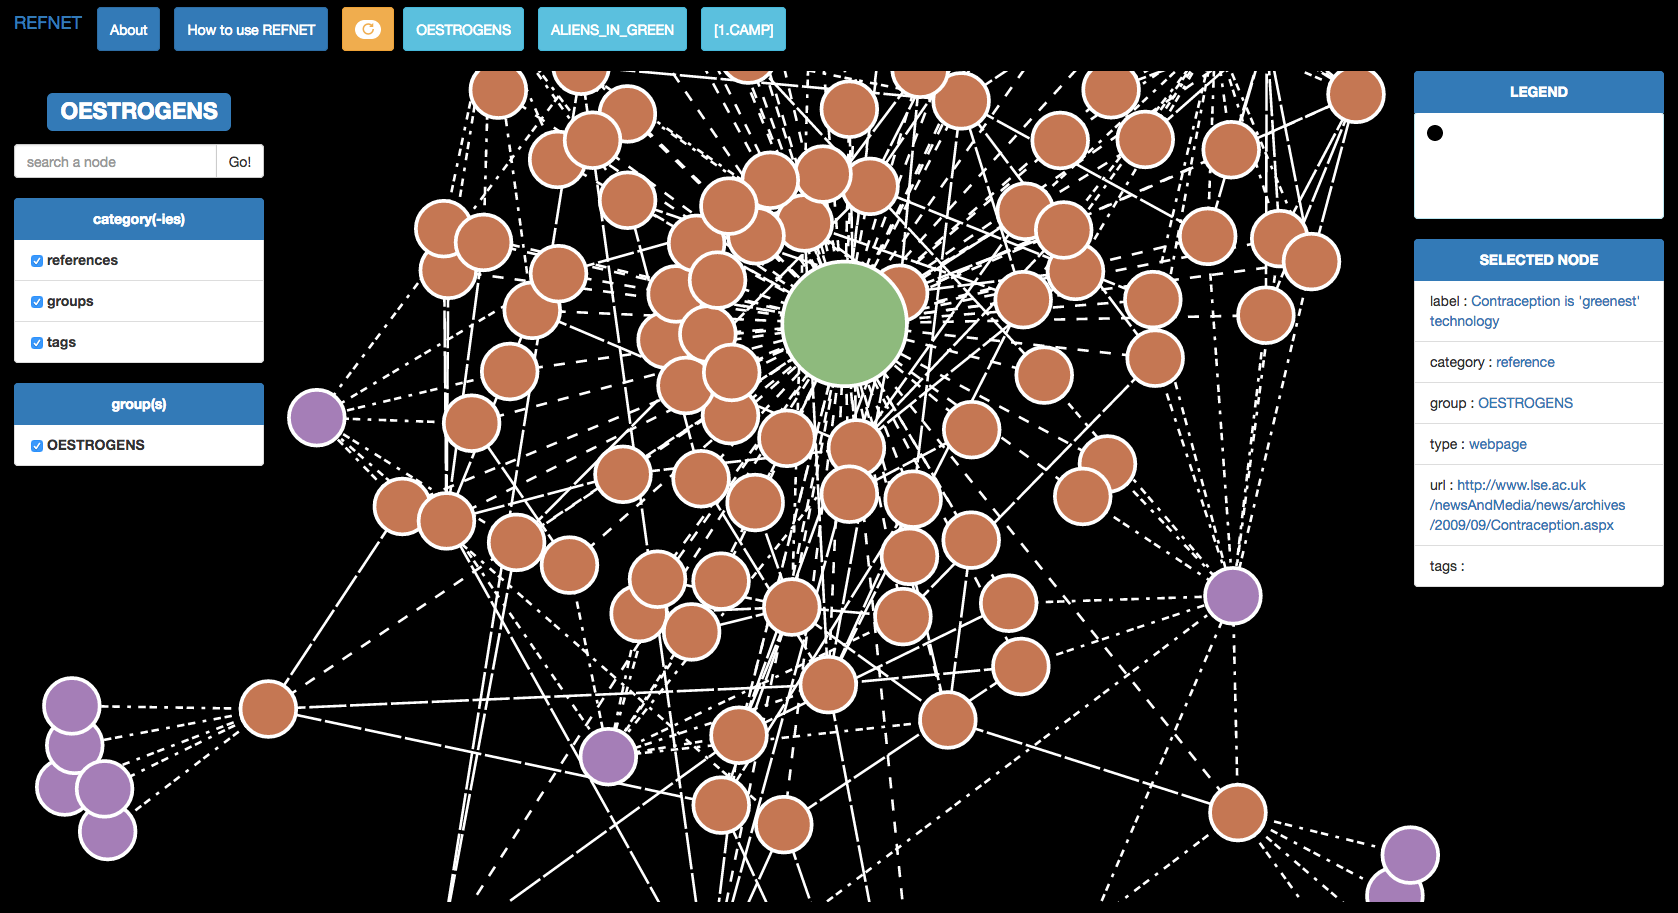 REFNET
About
How to use REFNET
OESTROGENS
ALIENS_IN_GREEN
[1.CAMP]
OESTROGENS
search a node
Go!
category(-ies)
references
groups
tags
group(s)
OESTROGENS
LEGEND
SELECTED NODE
label : Contraception is 'greenest'
technology
category : reference
group : OESTROGENS
type : webpage
url : http://www.lse.ac.uk
/newsAndMedia/news/archives
/2009/09/Contraception.aspx
tags :